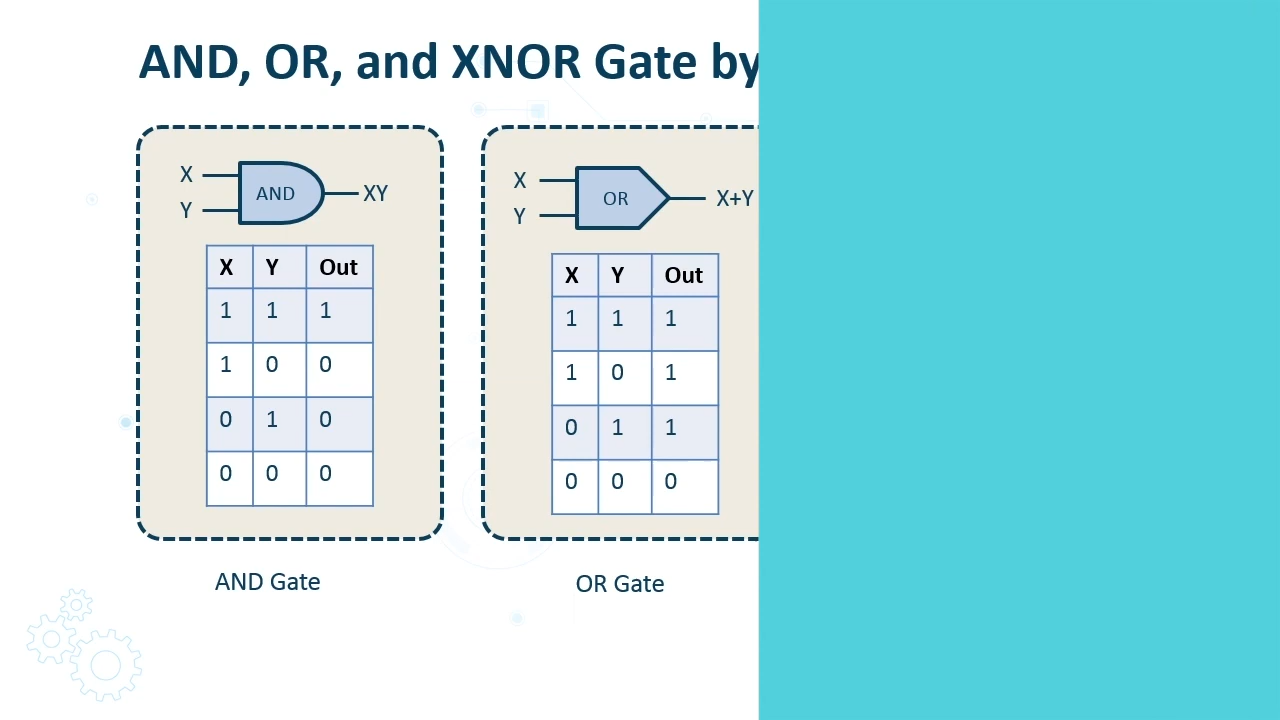 AND, OR, and XNOR Gate by
X
AND
XY
Y
X Y Out
1 1 1
1 0 0
0 1 0
0 0 0
AND Gate
X
OR
X+Y
Y
X Y Out
1 1 1
1 0 1
0 1 1
0 0 0
OR Gate